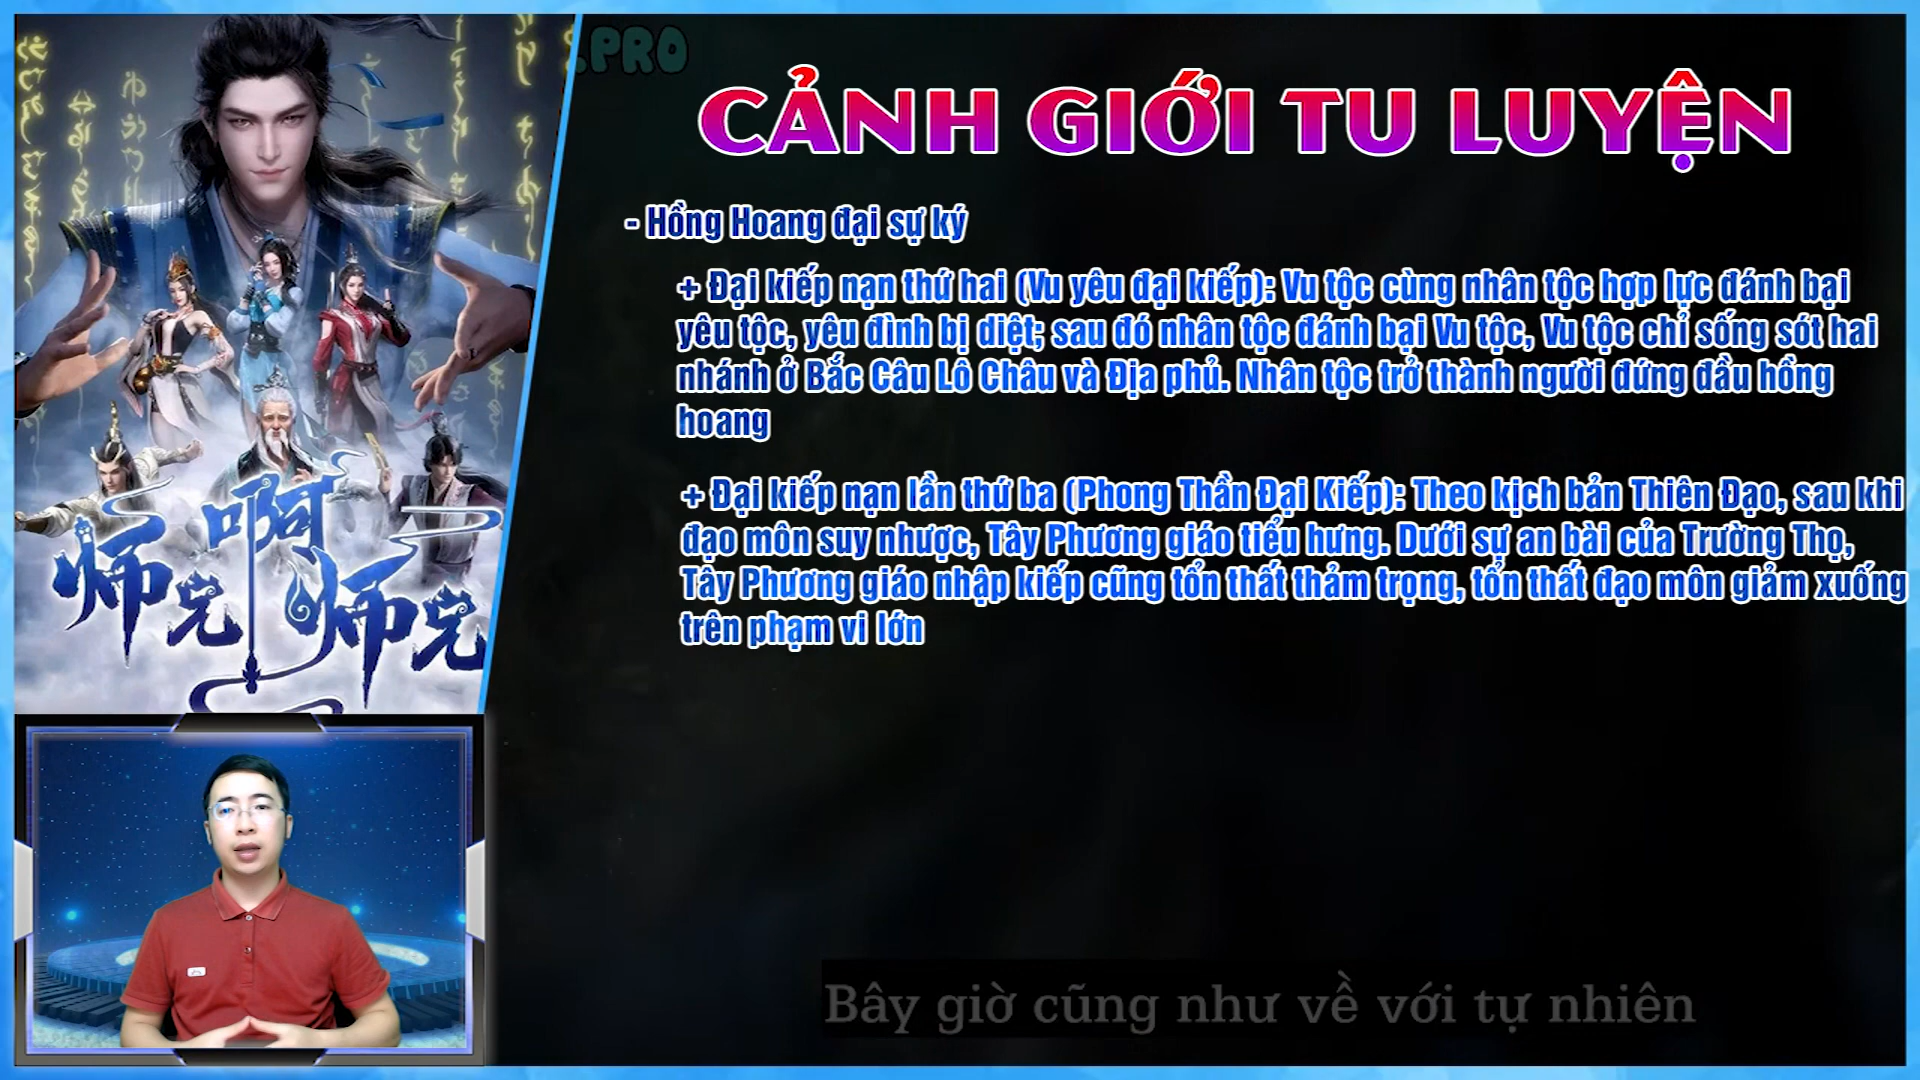 .PRO
CẢNH GIỚI TU LUYỆN
- Hồng Hoang đại sự ký
+ Đại kiếp nạn thứ hai (Vu yêu đại kiếp): Vu tộc cùng nhân tộc hợp lực đánh bại
yêu tộc, yêu đình bị diệt; sau đó nhân tộc đánh bại Vu tộc, Vu tộc chỉ sống sót hai
nhánh ở Bắc Câu Lô Châu và Địa phủ. Nhân tộc trở thành người đứng đầu hồng
hoang
+ Đại kiếp nạn lần thứ ba (Phong Thần Đại Kiếp): Theo kịch bản Thiên Đạo, sau khi
đạo môn suy nhược, Tây Phương giáo tiểu hưng. Dưới sự an bài của Trường Thọ,
Tây Phương giáo nhập kiếp cũng tổn thất thảm trọng, tổn thất đạo môn giảm xuống
trên phạm vi lớn
师兄啊师兄
Bây giờ cũng như về với tự nhiên